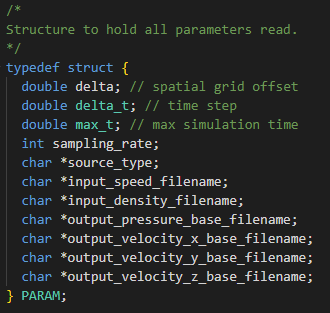 /*
Structure to hold all parameters read.
*/
typedef struct {
  double delta; // spatial grid offset
  double delta_t; // time step
  double max_t; // max simulation time
  int sampling_rate;
  char *source_type;
  char *input_speed_filename;
  char *input_density_filename;
  char *output_pressure_base_filename;
  char *output_velocity_x_base_filename;
  char *output_velocity_y_base_filename;
  char *output_velocity_z_base_filename;
} PARAM;